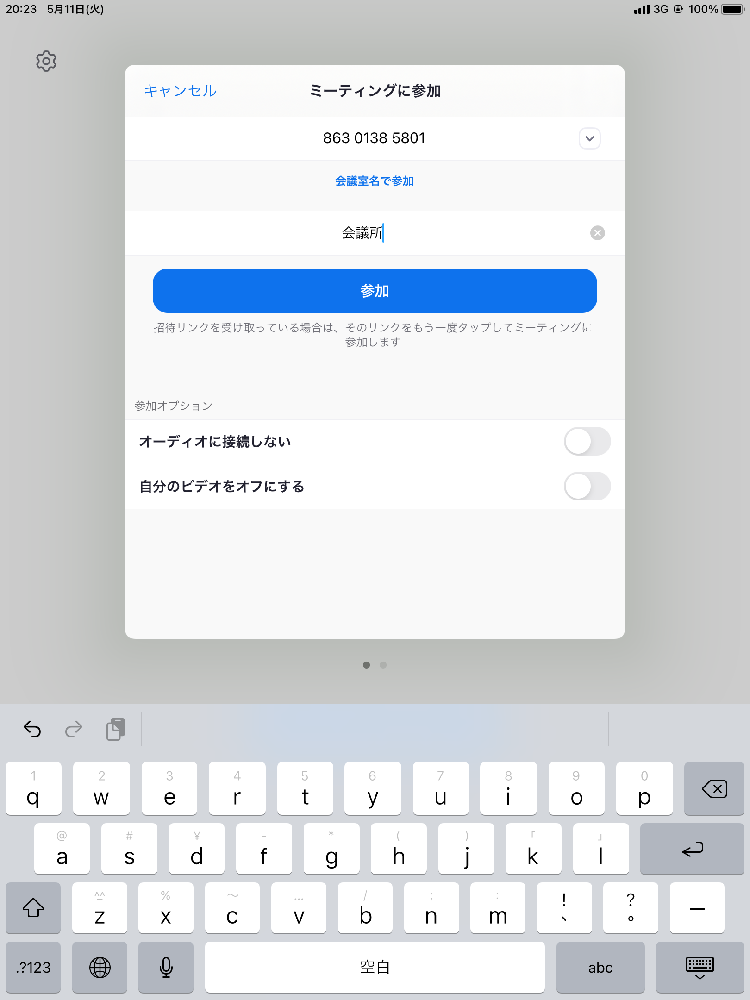 20:23 5月11日(火) 3G 100%
キャンセル ミーティングに参加
863 0138 5801
会議室名で参加
会議所
参加
招待リンクを受け取っている場合は、そのリンクをもう一度タップしてミーティングに
参加します
参加オプション
オーディオに接続しない
自分のビデオをオフにする
1 2 3 4 5 6 7 8 9 0
q w e r t y u i o p
@ # ¥ - * ( ) 「 」
a s d f g h j k l
^^ % 〜 … / ; : ! ?
z x c v b n m 、 。 ー
.?123 空白 abc